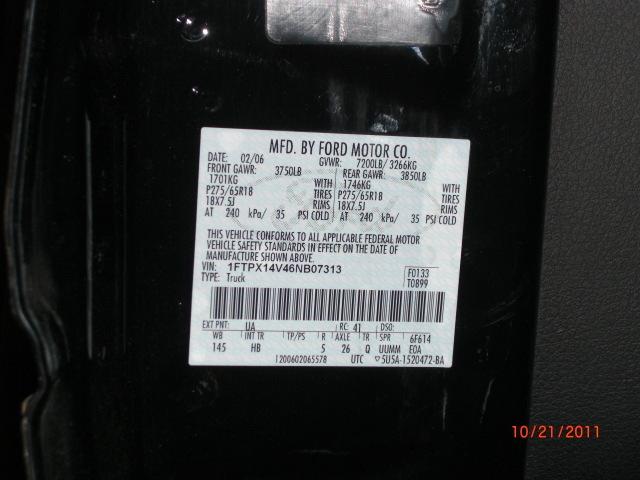 MFD. BY FORD MOTOR CO.
DATE: 02/06 GVWR: 7200LB/ 3266KG
FRONT GAWR: 3750LB REAR GAWR: 3850LB
1701KG WITH 1746KG WITH
P275/65R18 TIRES P275/65R18 TIRES
18X7.5J RIMS 18X7.5J RIMS
AT 240 kPa/ 35 PSI COLD AT 240 kPa/ 35 PSI COLD
THIS VEHICLE CONFORMS TO ALL APPLICABLE FEDERAL MOTOR
VEHICLE SAFETY STANDARDS IN EFFECT ON THE DATE OF
MANUFACTURE SHOWN ABOVE.
VIN: 1FTPX14V46NB07313 F0133
TYPE: Truck T0899
EXT PNT: UA RC: 41 DSO:
WB INT TR TP/PS R AXLE TR SPR 6F614
145 HB 5 26 Q UUMM EOA
1200602065578 UTC 5U5A-1520472-BA
10/21/2011